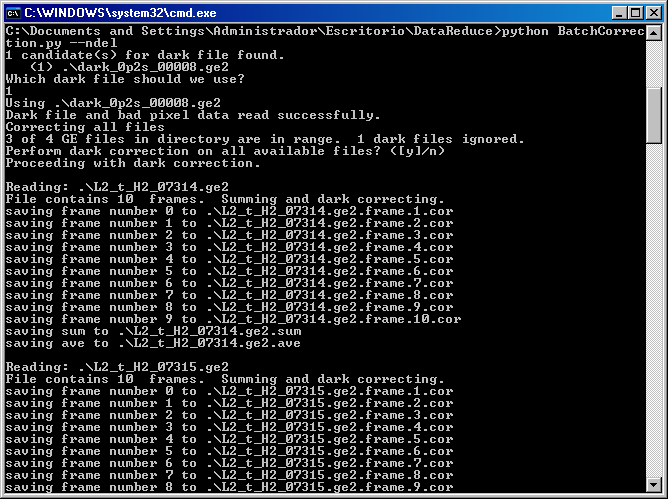 C:\WINDOWS\system32\cmd.exe
C:\Documents and Settings\Administrador\Escritorio\DataReduce>python BatchCorrec
tion.py --ndel
1 candidate(s) for dark file found.
   (1) .\dark_0p2s_00008.ge2
Which dark file should we use?
1
Using .\dark_0p2s_00008.ge2
Dark file and bad pixel data read successfully.
Correcting all files
3 of 4 GE files in directory are in range.  1 dark files ignored.
Perform dark correction on all available files? ([y]/n)
Proceeding with dark correction.

Reading: .\L2_t_H2_07314.ge2
File contains 10  frames.  Summing and dark correcting.
saving frame number 0 to .\L2_t_H2_07314.ge2.frame.1.cor
saving frame number 1 to .\L2_t_H2_07314.ge2.frame.2.cor
saving frame number 2 to .\L2_t_H2_07314.ge2.frame.3.cor
saving frame number 3 to .\L2_t_H2_07314.ge2.frame.4.cor
saving frame number 4 to .\L2_t_H2_07314.ge2.frame.5.cor
saving frame number 5 to .\L2_t_H2_07314.ge2.frame.6.cor
saving frame number 6 to .\L2_t_H2_07314.ge2.frame.7.cor
saving frame number 7 to .\L2_t_H2_07314.ge2.frame.8.cor
saving frame number 8 to .\L2_t_H2_07314.ge2.frame.9.cor
saving frame number 9 to .\L2_t_H2_07314.ge2.frame.10.cor
saving sum to .\L2_t_H2_07314.ge2.sum
saving ave to .\L2_t_H2_07314.ge2.ave

Reading: .\L2_t_H2_07315.ge2
File contains 10  frames.  Summing and dark correcting.
saving frame number 0 to .\L2_t_H2_07315.ge2.frame.1.cor
saving frame number 1 to .\L2_t_H2_07315.ge2.frame.2.cor
saving frame number 2 to .\L2_t_H2_07315.ge2.frame.3.cor
saving frame number 3 to .\L2_t_H2_07315.ge2.frame.4.cor
saving frame number 4 to .\L2_t_H2_07315.ge2.frame.5.cor
saving frame number 5 to .\L2_t_H2_07315.ge2.frame.6.cor
saving frame number 6 to .\L2_t_H2_07315.ge2.frame.7.cor
saving frame number 7 to .\L2_t_H2_07315.ge2.frame.8.cor
saving frame number 8 to .\L2_t_H2_07315.ge2.frame.9.cor